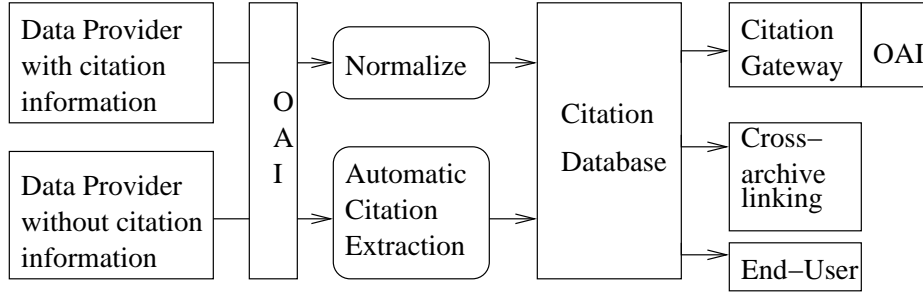 Data Provider
with citation
information
Data Provider
without citation
information
O
A
I
Normalize
Automatic
Citation
Extraction
Citation
Database
Citation
Gateway
OAI
Cross–
archive
linking
End–User